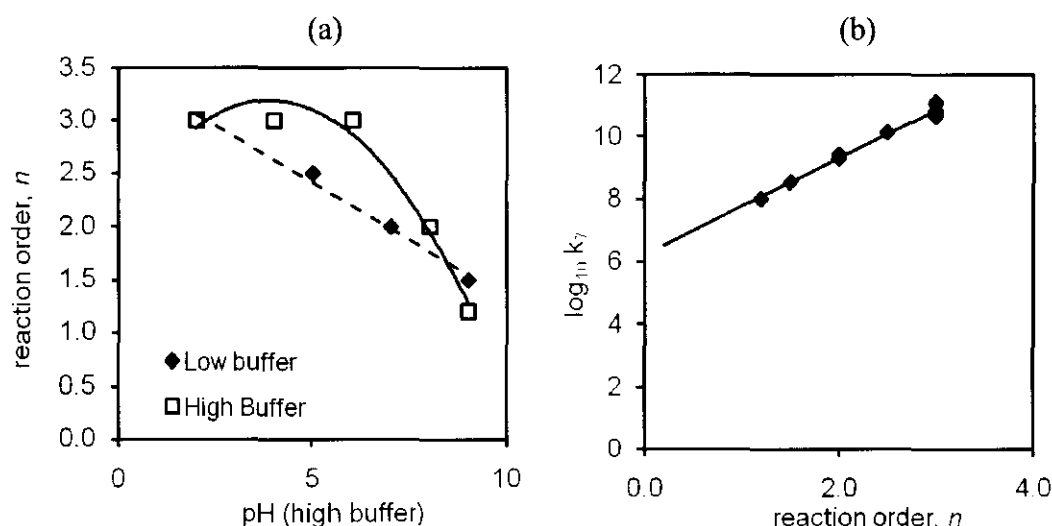 (a)
3.5
3.0
2.5
2.0
1.5
1.0
0.5
0.0
reaction order, n
Low buffer
High Buffer
0
5
10
pH (high buffer)
(b)
12
10
8
6
4
2
0
log₁₀ k₇
0.0
2.0
4.0
reaction order, n